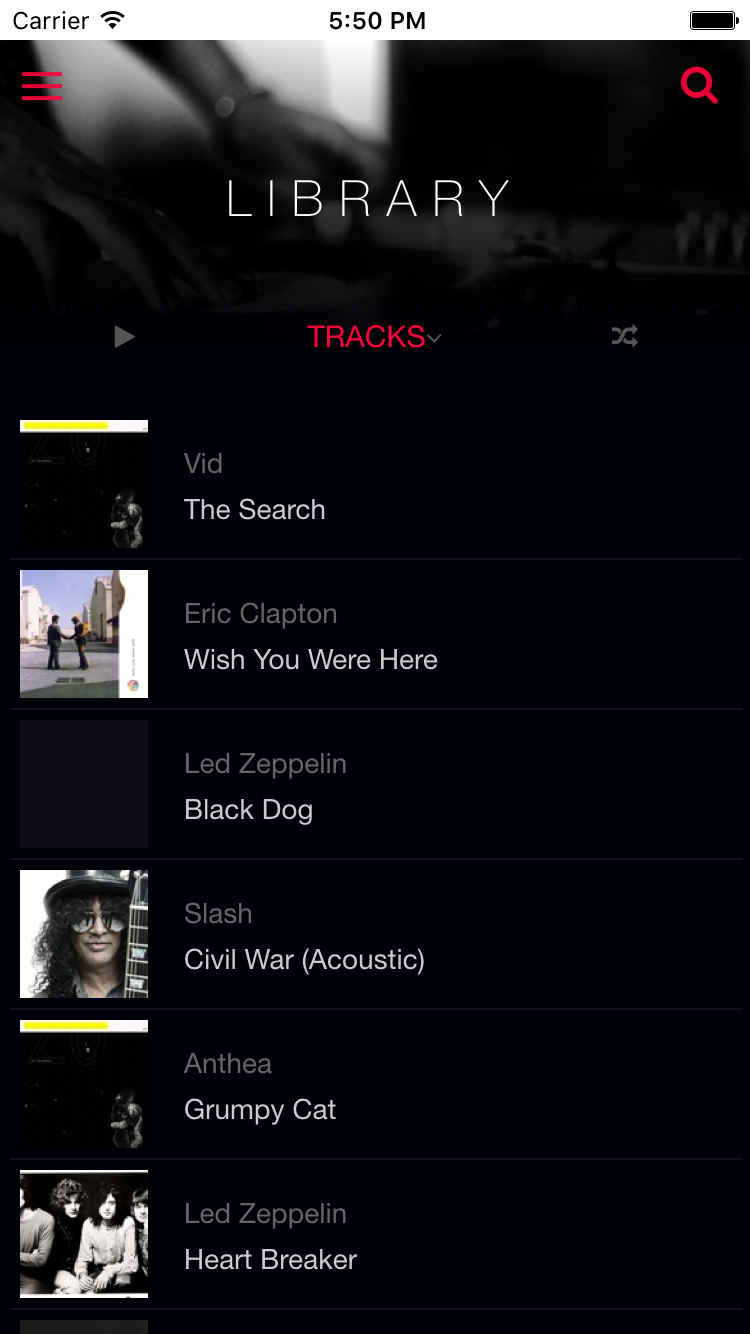 Carrier 5:50 PM
LIBRARY
TRACKS
Vid
The Search
Eric Clapton
Wish You Were Here
Led Zeppelin
Black Dog
Slash
Civil War (Acoustic)
Anthea
Grumpy Cat
Led Zeppelin
Heart Breaker